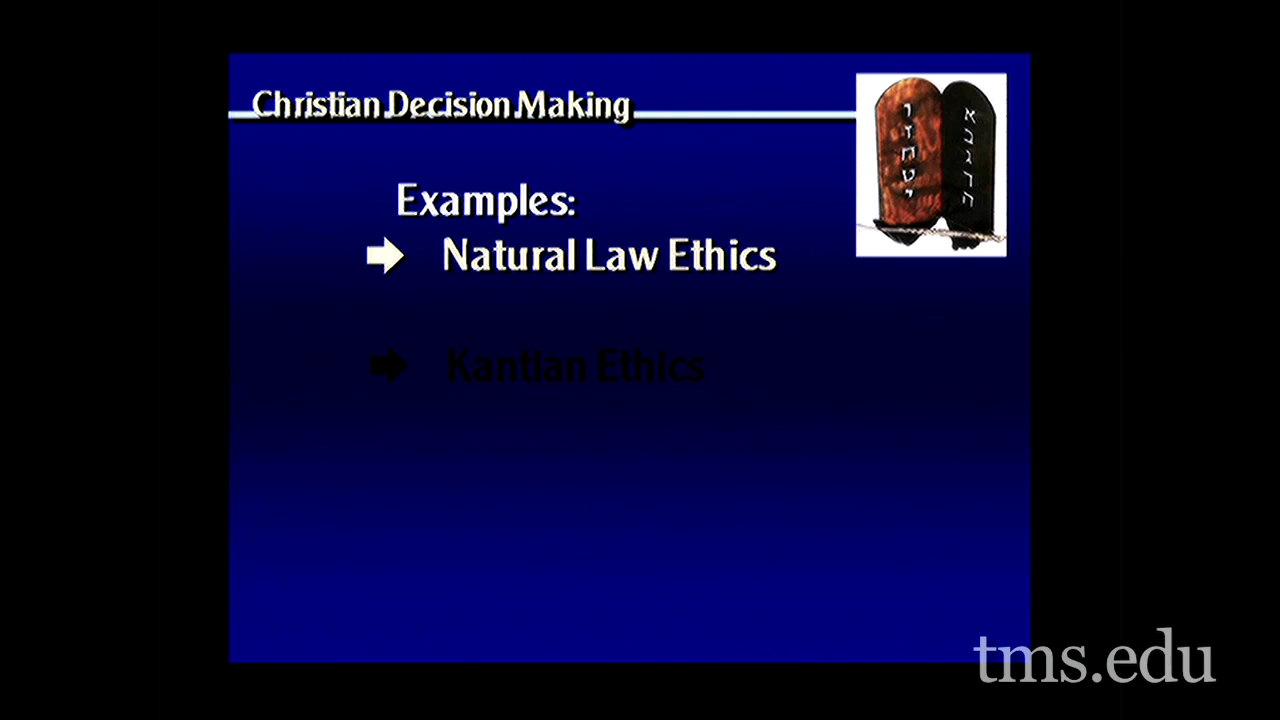 Christian Decision Making
Examples:
Natural Law Ethics
Kantian Ethics
ו
ז
ח
ט
י
א
ב
ג
ד
ה
tms.edu